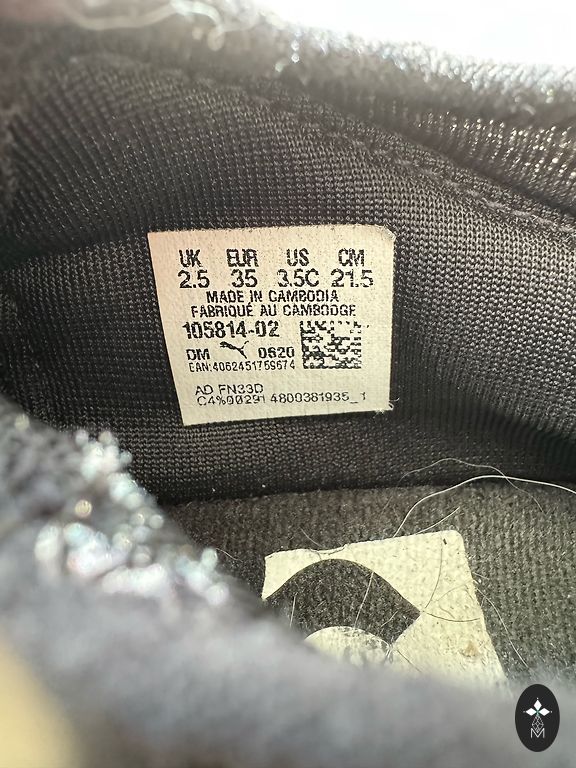 UK EUR US CM
2.5 35 3.5C 21.5
MADE IN CAMBODIA
FABRIQUÉ AU CAMBODGE
105814-02
DM 0620
EAN:4062451759674
AD FN33D
C4%00291 4800381935_1
M